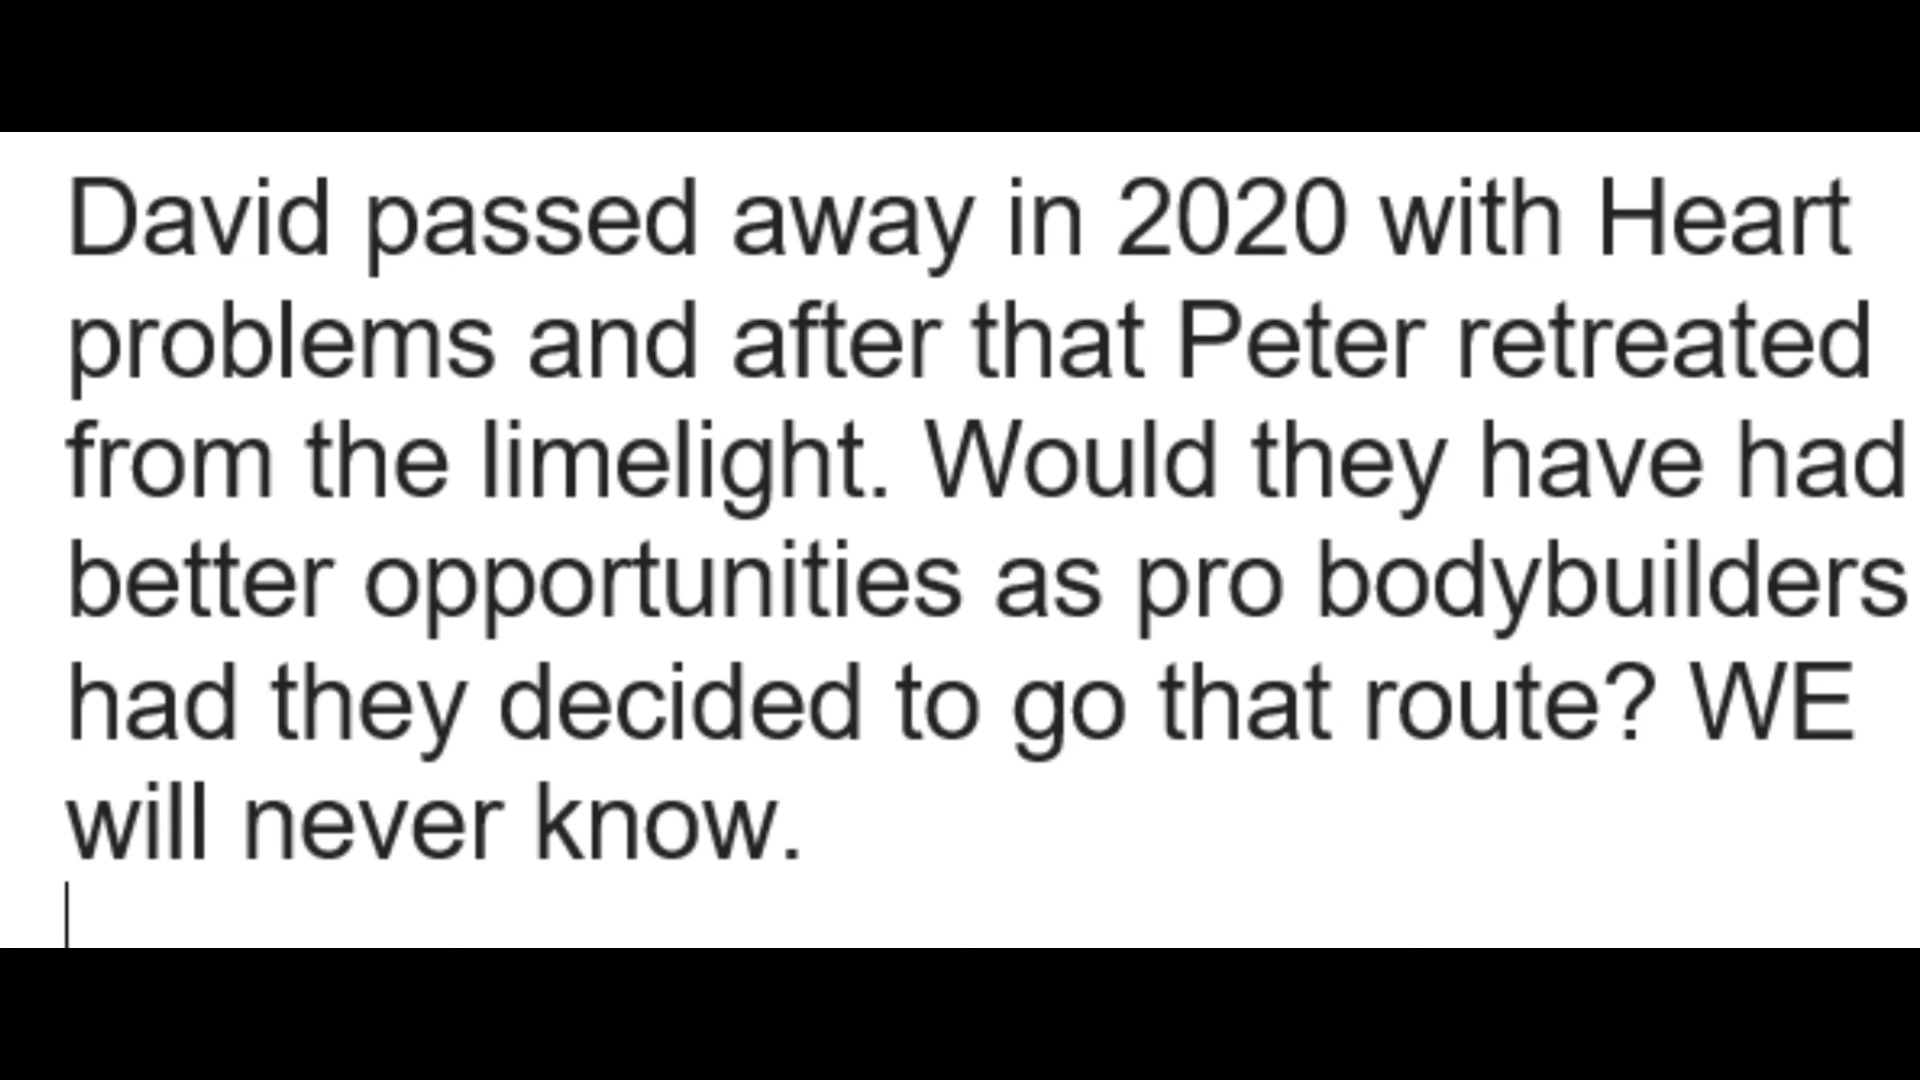 David passed away in 2020 with Heart
problems and after that Peter retreated
from the limelight. Would they have had
better opportunities as pro bodybuilders
had they decided to go that route? WE
will never know.